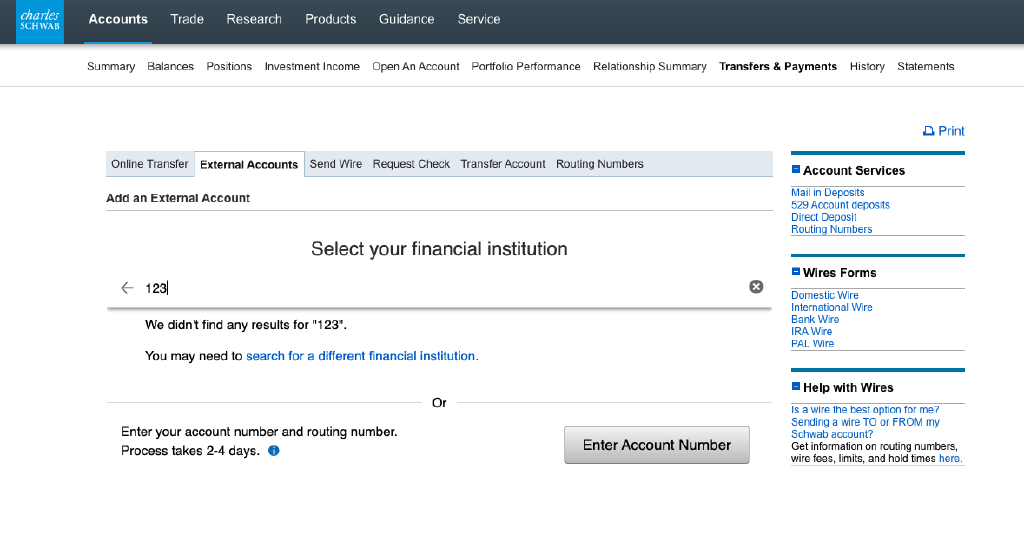 charles
SCHWAB
Accounts Trade Research Products Guidance Service
Summary Balances Positions Investment Income Open An Account Portfolio Performance Relationship Summary Transfers & Payments History Statements
Print
Online Transfer External Accounts Send Wire Request Check Transfer Account Routing Numbers
Add an External Account
Select your financial institution
123
We didn't find any results for "123".
You may need to search for a different financial institution.
Or
Enter your account number and routing number.
Process takes 2-4 days.
Enter Account Number
Account Services
Mail in Deposits
529 Account deposits
Direct Deposit
Routing Numbers
Wires Forms
Domestic Wire
International Wire
Bank Wire
IRA Wire
PAL Wire
Help with Wires
Is a wire the best option for me?
Sending a wire TO or FROM my
Schwab account?
Get information on routing numbers,
wire fees, limits, and hold times here.